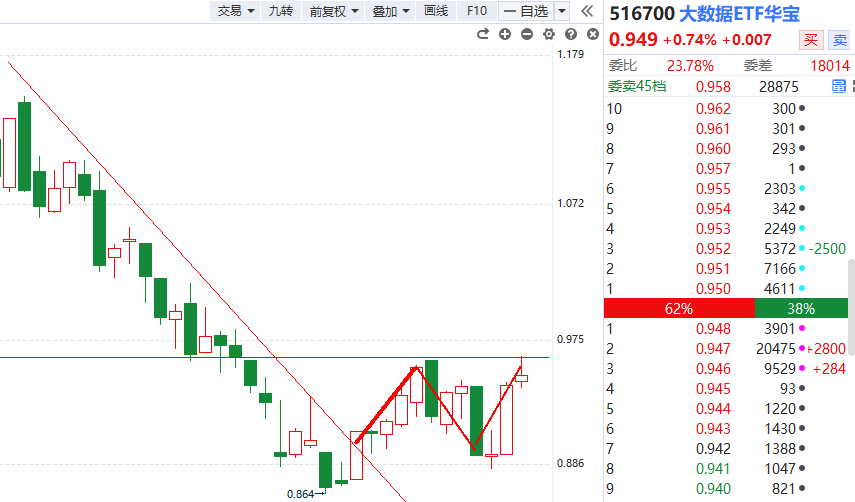 交易 九转 前复权 叠加 画线 F10 一自选
516700 大数据ETF华宝
0.949 +0.74% +0.007 买 卖
委比 23.78% 委差 18014
委卖45档 0.958 28875 量
10 0.962 300
9 0.961 301
8 0.960 293
7 0.957 1
6 0.955 2303
5 0.954 342
4 0.953 2249
3 0.952 5372 -2500
2 0.951 7166
1 0.950 4611
62% 38%
1 0.948 3901
2 0.947 20475 +2800
3 0.946 9529 +284
4 0.945 93
5 0.944 1220
6 0.943 1430
7 0.942 1388
8 0.941 1047
9 0.940 821
1.179
1.072
0.975
0.886
0.864→